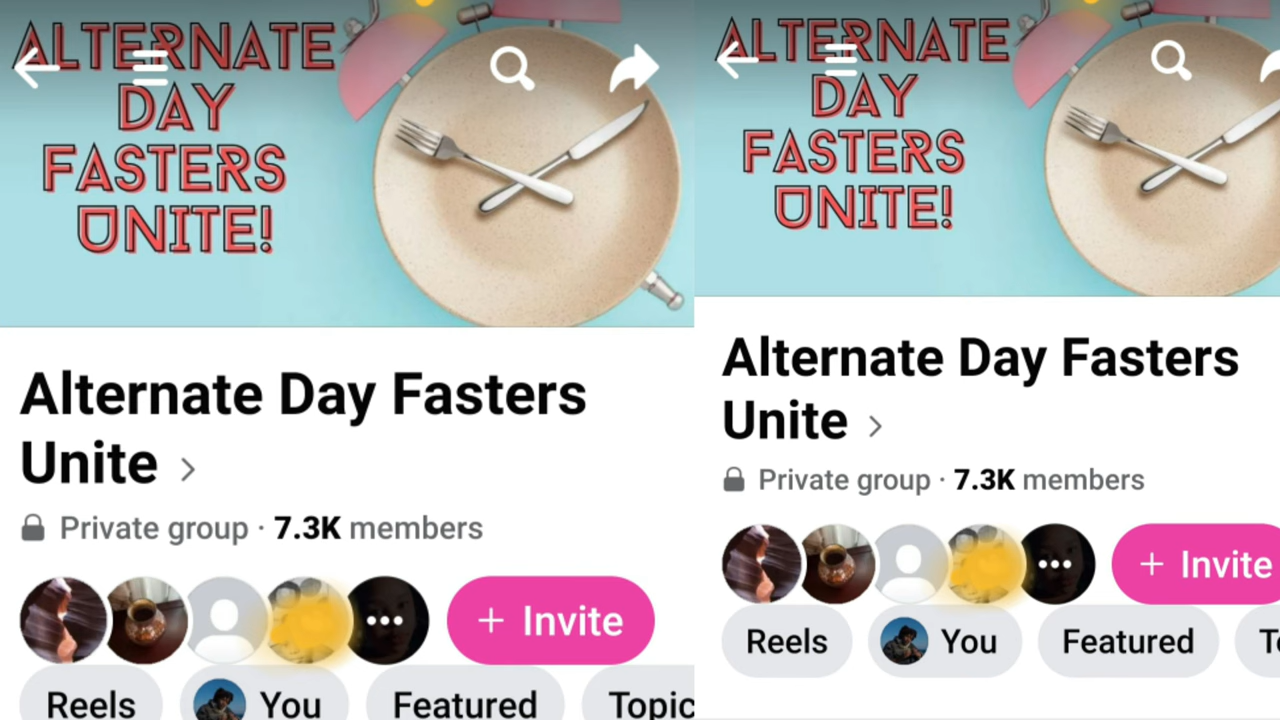 ALTERNATE
DAY
FASTERS
UNITE!
Alternate Day Fasters
Unite >
Private group · 7.3K members
+ Invite
Reels
You
Featured
Topic
ALTERNATE
DAY
FASTERS
UNITE!
Alternate Day Fasters
Unite >
Private group · 7.3K members
+ Invite
Reels
You
Featured